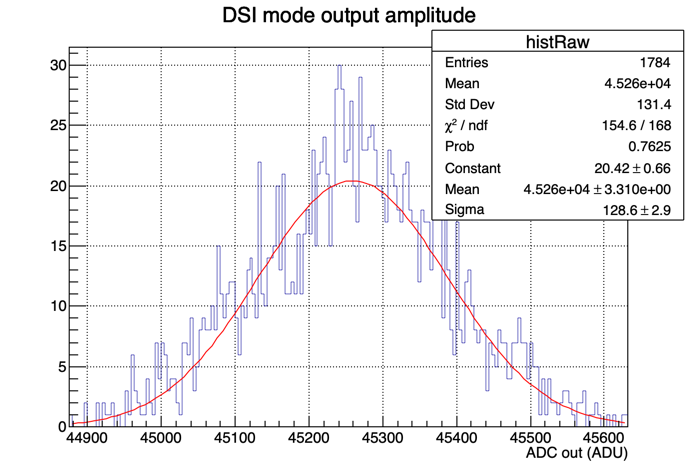 DSI mode output amplitude
histRaw
Entries 1784
Mean 4.526e+04
Std Dev 131.4
χ² / ndf 154.6 / 168
Prob 0.7625
Constant 20.42 ± 0.66
Mean 4.526e+04 ± 3.310e+00
Sigma 128.6 ± 2.9
30
25
20
15
10
5
0
44900 45000 45100 45200 45300 45400 45500 45600
ADC out (ADU)